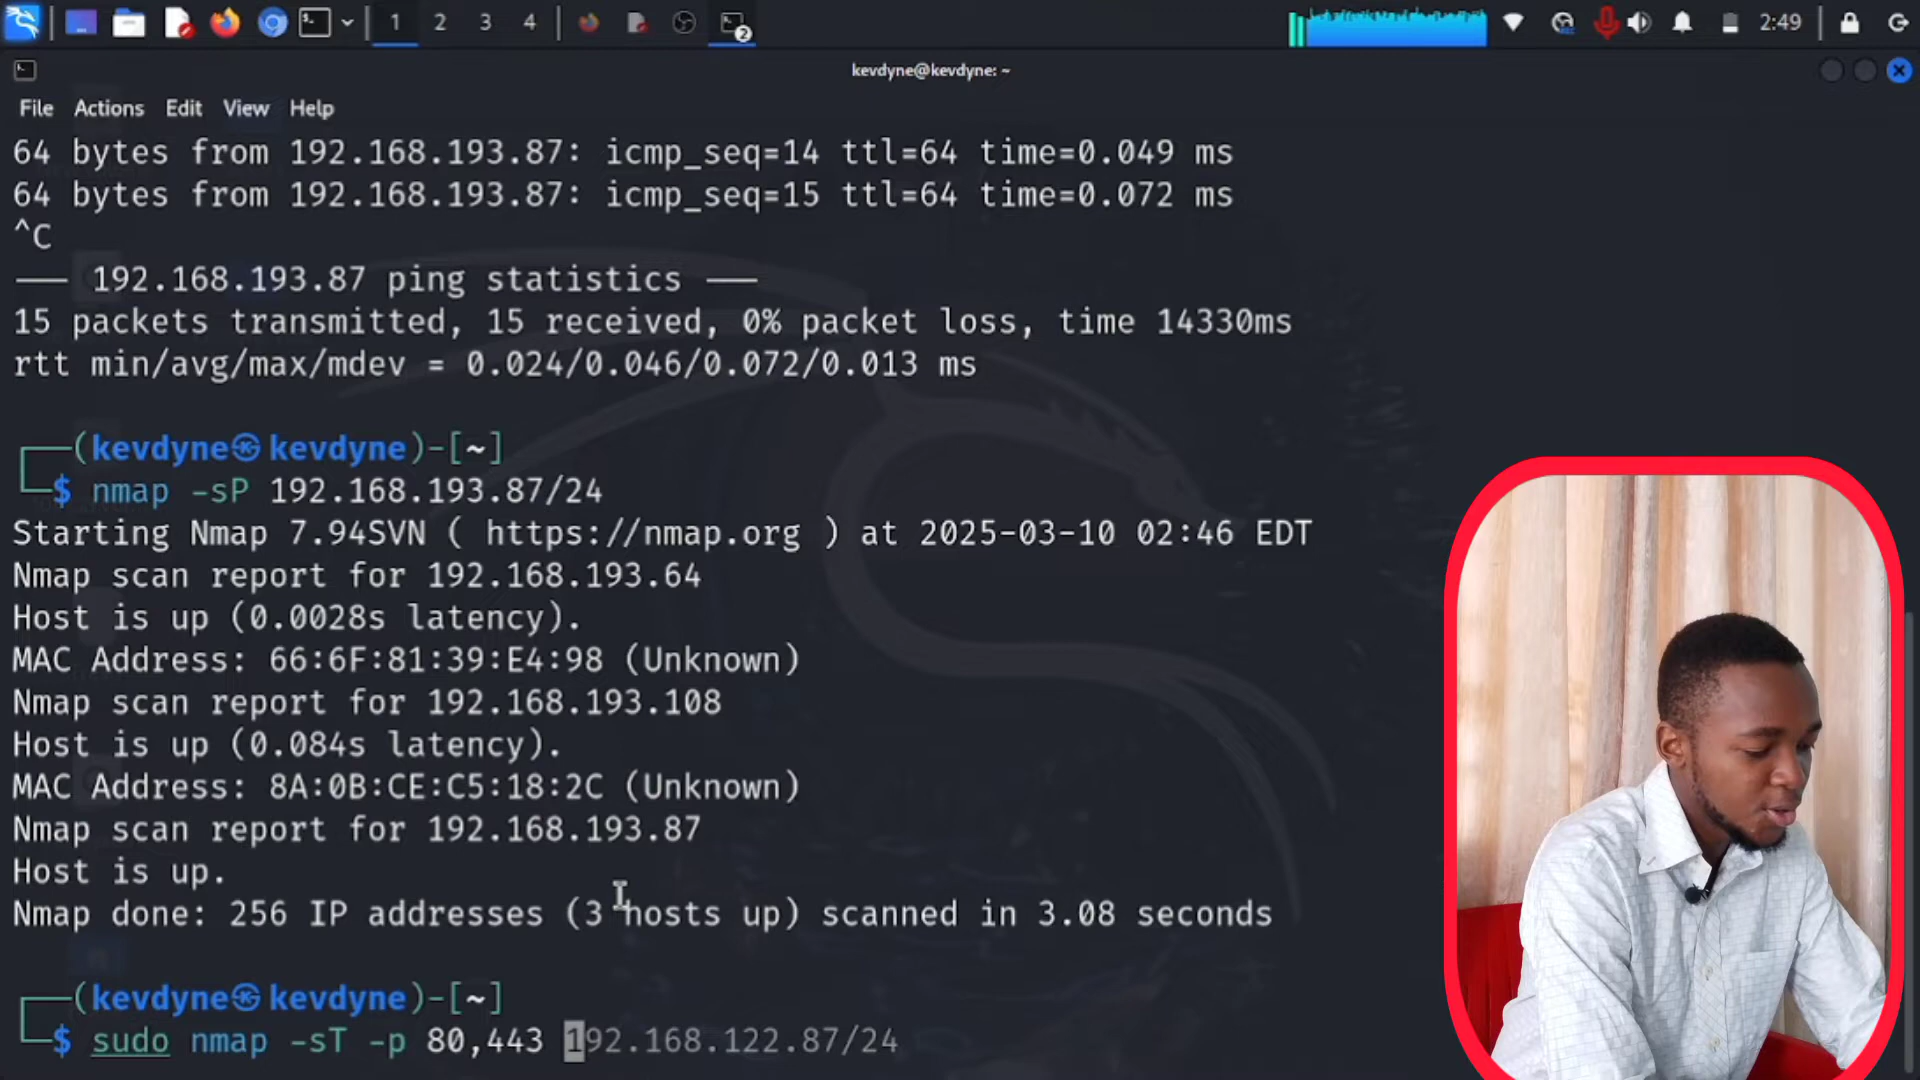 1 2 3 4
2
2:49
kevdyne@kevdyne: ~
File Actions Edit View Help
64 bytes from 192.168.193.87: icmp_seq=14 ttl=64 time=0.049 ms
64 bytes from 192.168.193.87: icmp_seq=15 ttl=64 time=0.072 ms
^C
—— 192.168.193.87 ping statistics ——
15 packets transmitted, 15 received, 0% packet loss, time 14330ms
rtt min/avg/max/mdev = 0.024/0.046/0.072/0.013 ms
┌──(kevdyne㉿kevdyne)-[~]
└─$ nmap -sP 192.168.193.87/24
Starting Nmap 7.94SVN ( https://nmap.org ) at 2025-03-10 02:46 EDT
Nmap scan report for 192.168.193.64
Host is up (0.0028s latency).
MAC Address: 66:6F:81:39:E4:98 (Unknown)
Nmap scan report for 192.168.193.108
Host is up (0.084s latency).
MAC Address: 8A:0B:CE:C5:18:2C (Unknown)
Nmap scan report for 192.168.193.87
Host is up.
Nmap done: 256 IP addresses (3 hosts up) scanned in 3.08 seconds
┌──(kevdyne㉿kevdyne)-[~]
└─$ sudo nmap -sT -p 80,443 192.168.122.87/24